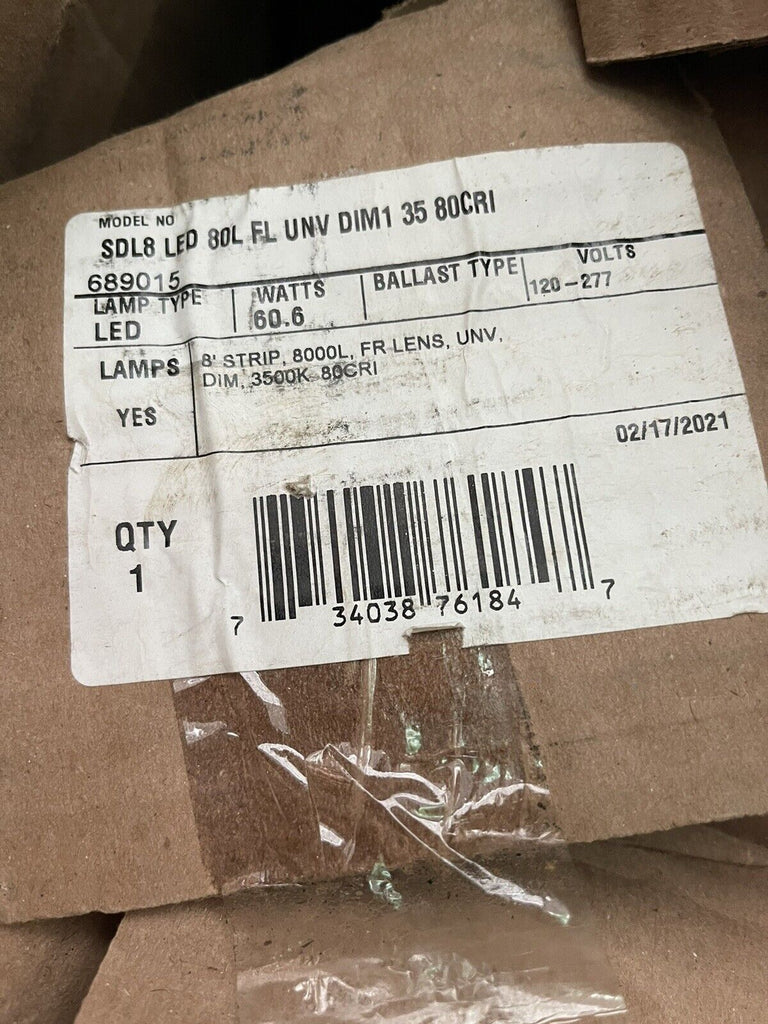 MODEL NO
SDL8 LED 80L FL UNV DIM1 35 80CRI
689015
LAMP TYPE WATTS BALLAST TYPE VOLTS
LED 60.6 120-277
LAMPS 8' STRIP, 8000L, FR LENS, UNV,
DIM, 3500K 80CRI
YES
02/17/2021
QTY
1
7 34038 76184 7